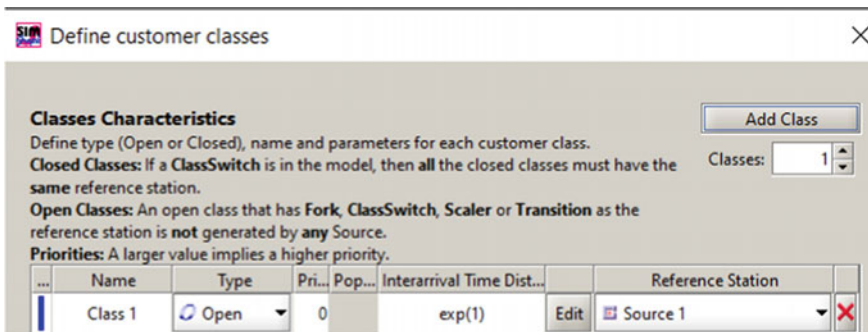 Define customer classes
Classes Characteristics
Add Class
Define type (Open or Closed), name and parameters for each customer class.
Closed Classes: If a ClassSwitch is in the model, then all the closed classes must have the
Classes: 1
same reference station.
Open Classes: An open class that has Fork, ClassSwitch, Scaler or Transition as the
reference station is not generated by any Source.
Priorities: A larger value implies a higher priority.
... Name Type Pri... Pop... Interarrival Time Dist... Reference Station
Class 1 Open 0 exp(1) Edit Source 1